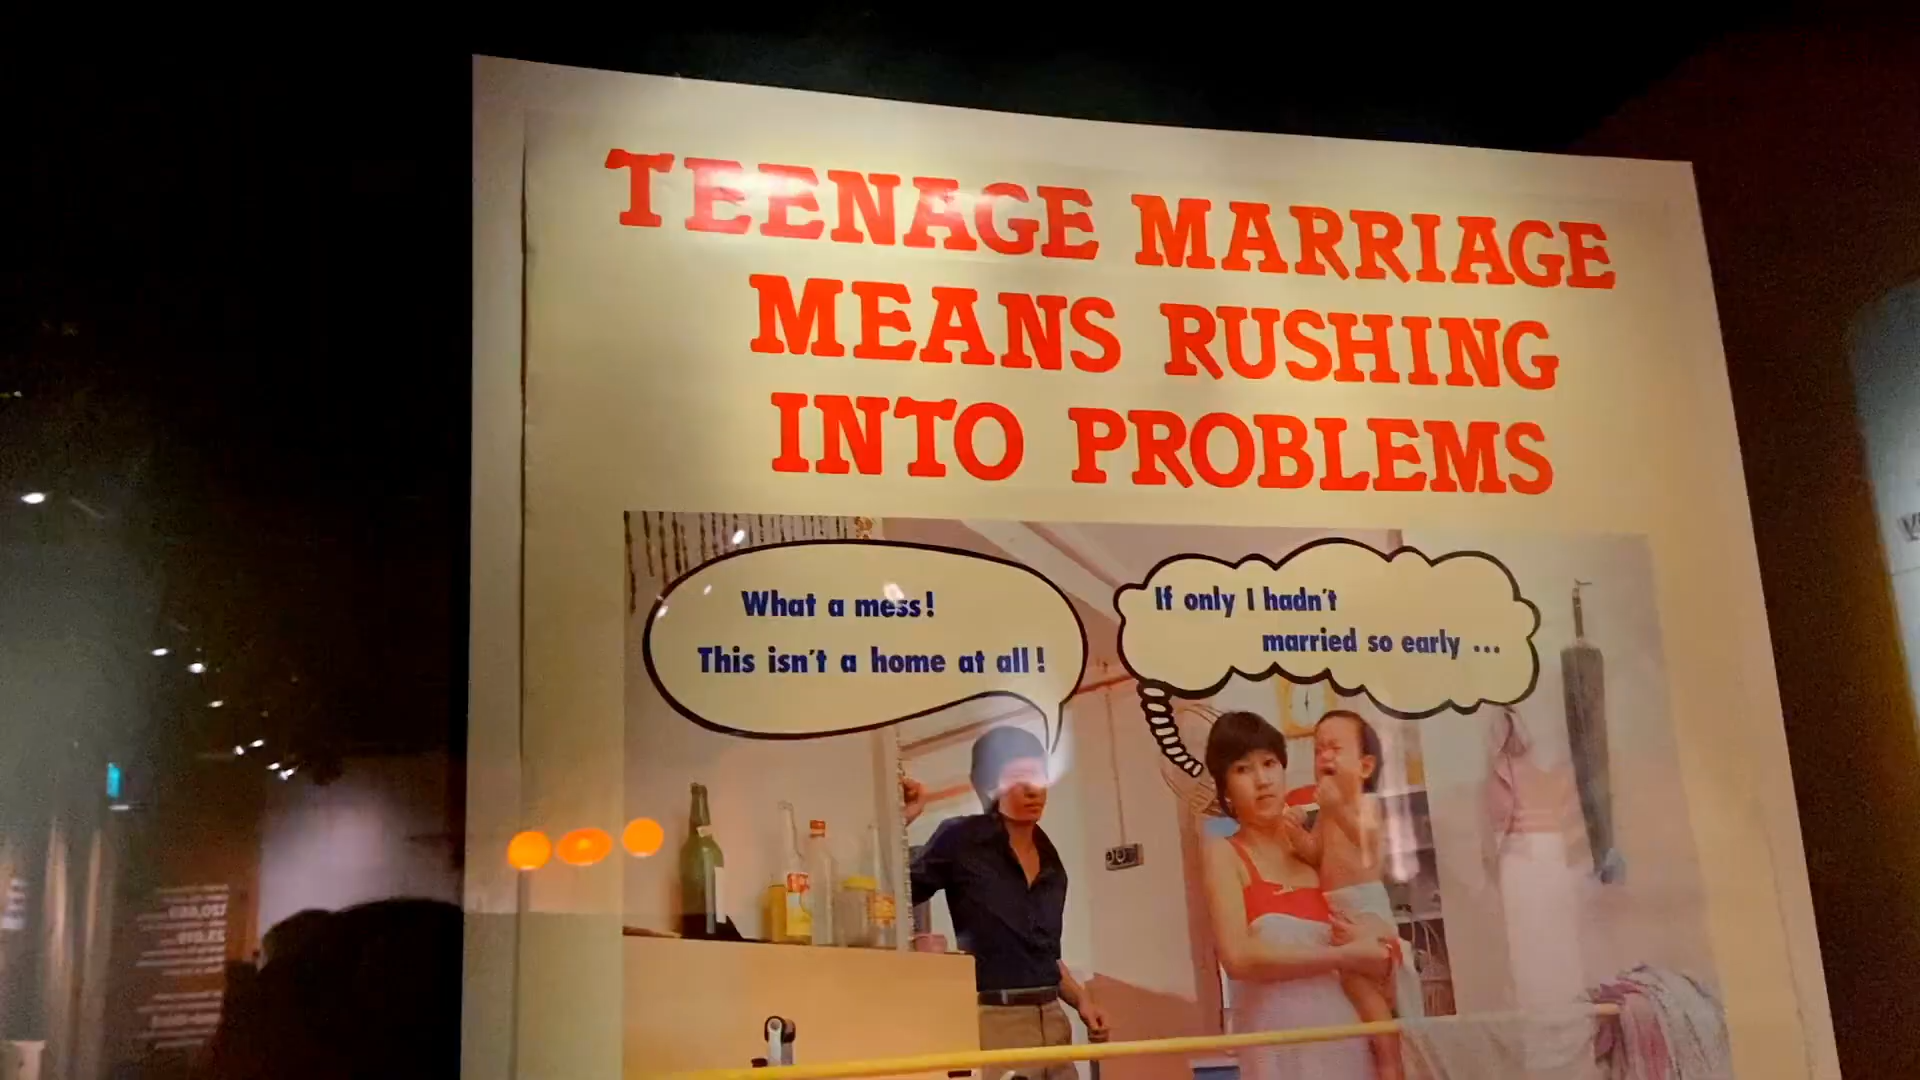 TEENAGE MARRIAGE
MEANS RUSHING
INTO PROBLEMS
What a mess!
This isn't a home at all!
If only I hadn't
married so early ...